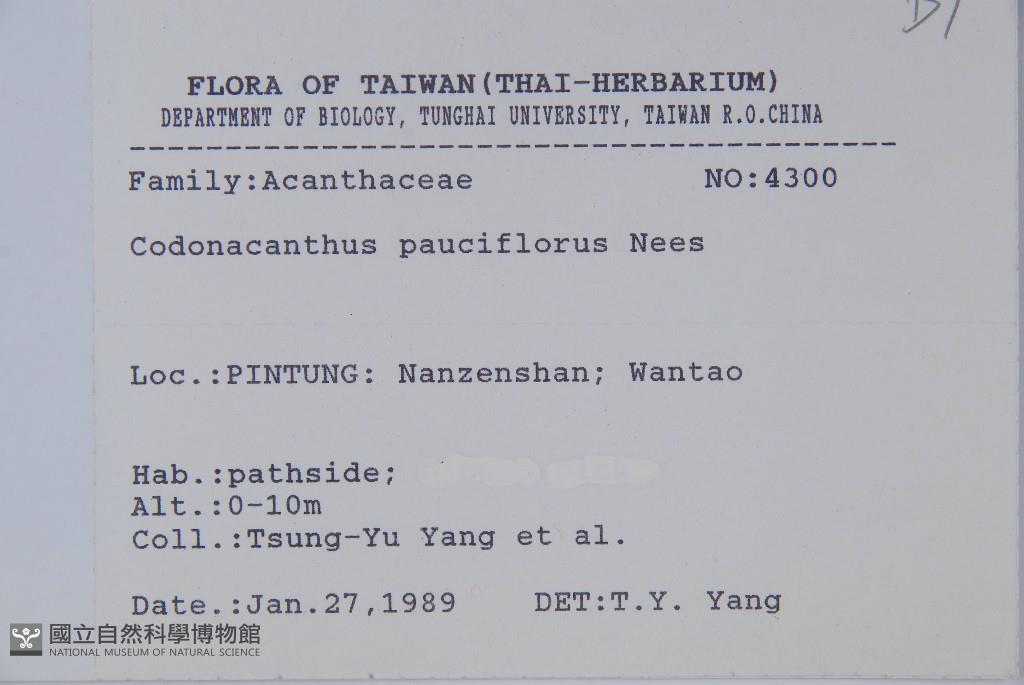 FLORA OF TAIWAN(THAI-HERBARIUM)
DEPARTMENT OF BIOLOGY, TUNGHAI UNIVERSITY, TAIWAN R.O.CHINA
----------------------------------------
Family:Acanthaceae NO:4300
Codonacanthus pauciflorus Nees
Loc.:PINTUNG: Nanzenshan; Wantao
Hab.:pathside;
Alt.:0-10m
Coll.:Tsung-Yu Yang et al.
Date.:Jan.27,1989 DET:T.Y. Yang
國立自然科學博物館
NATIONAL MUSEUM OF NATURAL SCIENCE